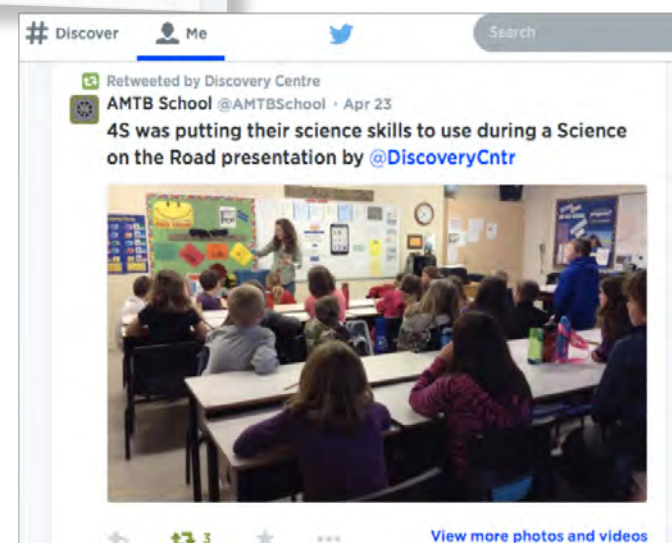 # Discover Me Search
Retweeted by Discovery Centre
AMTB School @AMTBSchool · Apr 23
4S was putting their science skills to use during a Science
on the Road presentation by @DiscoveryCntr
3 View more photos and videos